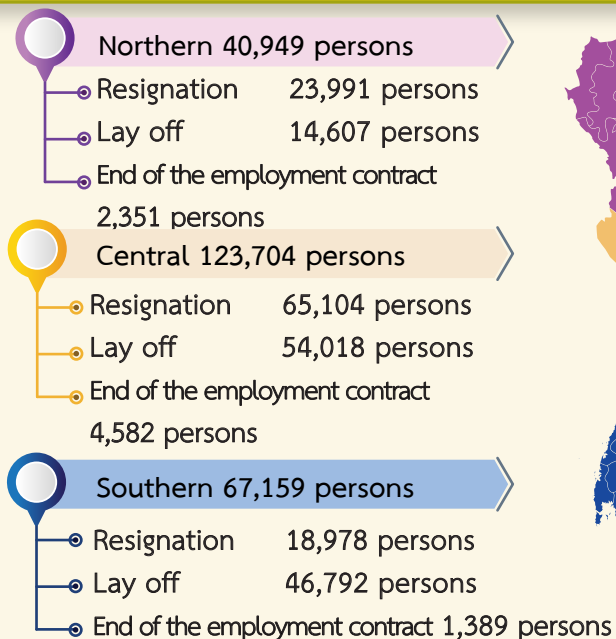 Northern 40,949 persons
Resignation 23,991 persons
Lay off 14,607 persons
End of the employment contract
2,351 persons
Central 123,704 persons
Resignation 65,104 persons
Lay off 54,018 persons
End of the employment contract
4,582 persons
Southern 67,159 persons
Resignation 18,978 persons
Lay off 46,792 persons
End of the employment contract 1,389 persons